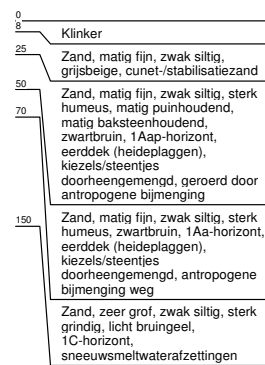 0
8
Klinker
25
Zand, matig fijn, zwak siltig,
grijsbeige, cunet-/stabilisatiezand
50
Zand, matig fijn, zwak siltig, sterk
humeus, matig puinhoudend,
70
matig baksteenhoudend,
zwartbruin, 1Aap-horizont,
eerddek (heideplaggen),
kiezels/steentjes
doorheengemengd, geroerd door
antropogene bijmenging
150
Zand, matig fijn, zwak siltig, sterk
humeus, zwartbruin, 1Aa-horizont,
eerddek (heideplaggen),
kiezels/steentjes
doorheengemengd, antropogene
bijmenging weg
Zand, zeer grof, zwak siltig, sterk
grindig, licht bruingeel,
1C-horizont,
sneeuwsmeltwaterafzettingen